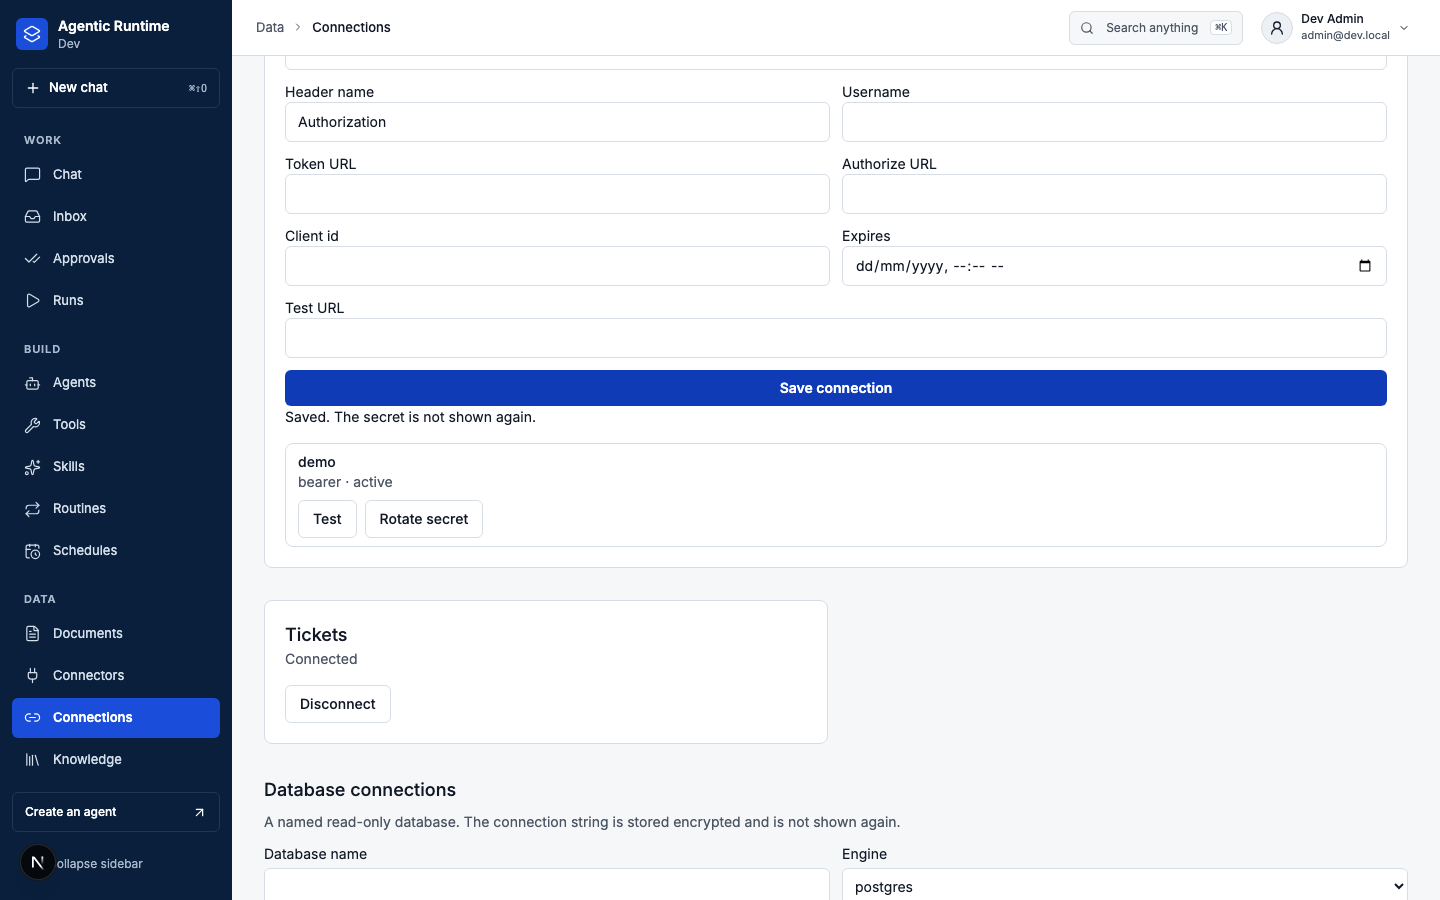 Agentic Runtime
Dev
New chat
⌘⇧O
WORK
Chat
Inbox
Approvals
Runs
BUILD
Agents
Tools
Skills
Routines
Schedules
DATA
Documents
Connectors
Connections
Knowledge
Create an agent
N
ollapse sidebar
Data
Connections
Search anything
⌘K
Dev Admin
admin@dev.local
Header name
Username
Authorization
Token URL
Authorize URL
Client id
Expires
dd/mm/yyyy, --:-- --
Test URL
Save connection
Saved. The secret is not shown again.
demo
bearer · active
Test
Rotate secret
Tickets
Connected
Disconnect
Database connections
A named read-only database. The connection string is stored encrypted and is not shown again.
Database name
Engine
postgres